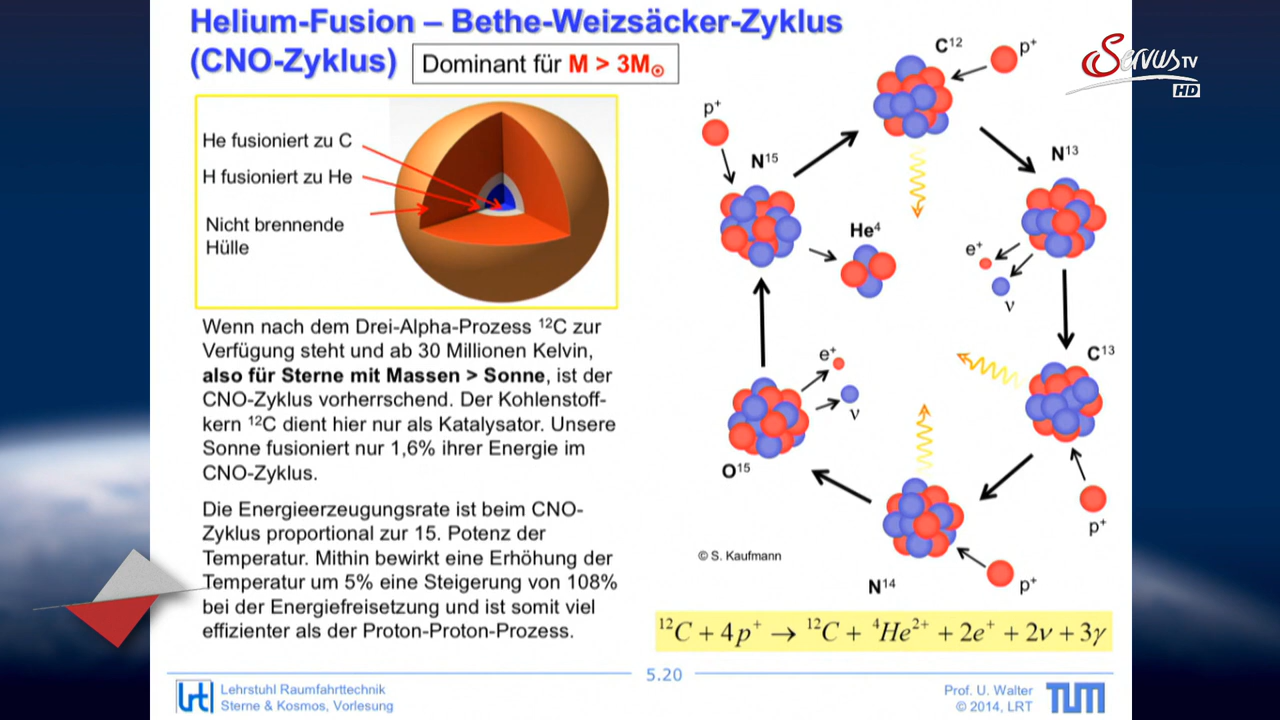 Helium-Fusion – Bethe-Weizsäcker-Zyklus
(CNO-Zyklus)
Dominant für M > 3M☉
Servus TV
HD
He fusioniert zu C
H fusioniert zu He
Nicht brennende
Hülle
Wenn nach dem Drei-Alpha-Prozess ¹²C zur
Verfügung steht und ab 30 Millionen Kelvin,
also für Sterne mit Massen > Sonne, ist der
CNO-Zyklus vorherrschend. Der Kohlenstoff-
kern ¹²C dient hier nur als Katalysator. Unsere
Sonne fusioniert nur 1,6% ihrer Energie im
CNO-Zyklus.
Die Energieerzeugungsrate ist beim CNO-
Zyklus proportional zur 15. Potenz der
Temperatur. Mithin bewirkt eine Erhöhung der
Temperatur um 5% eine Steigerung von 108%
bei der Energiefreisetzung und ist somit viel
effizienter als der Proton-Proton-Prozess.
C¹²
p⁺
p⁺
N¹⁵
N¹³
He⁴
e⁺
ν
C¹³
e⁺
ν
O¹⁵
p⁺
N¹⁴
p⁺
© S. Kaufmann
¹²C + 4p⁺ → ¹²C + ⁴He²⁺ + 2e⁺ + 2ν + 3γ
5.20
lrt
Lehrstuhl Raumfahrttechnik
Sterne & Kosmos, Vorlesung
Prof. U. Walter
© 2014, LRT
TUM